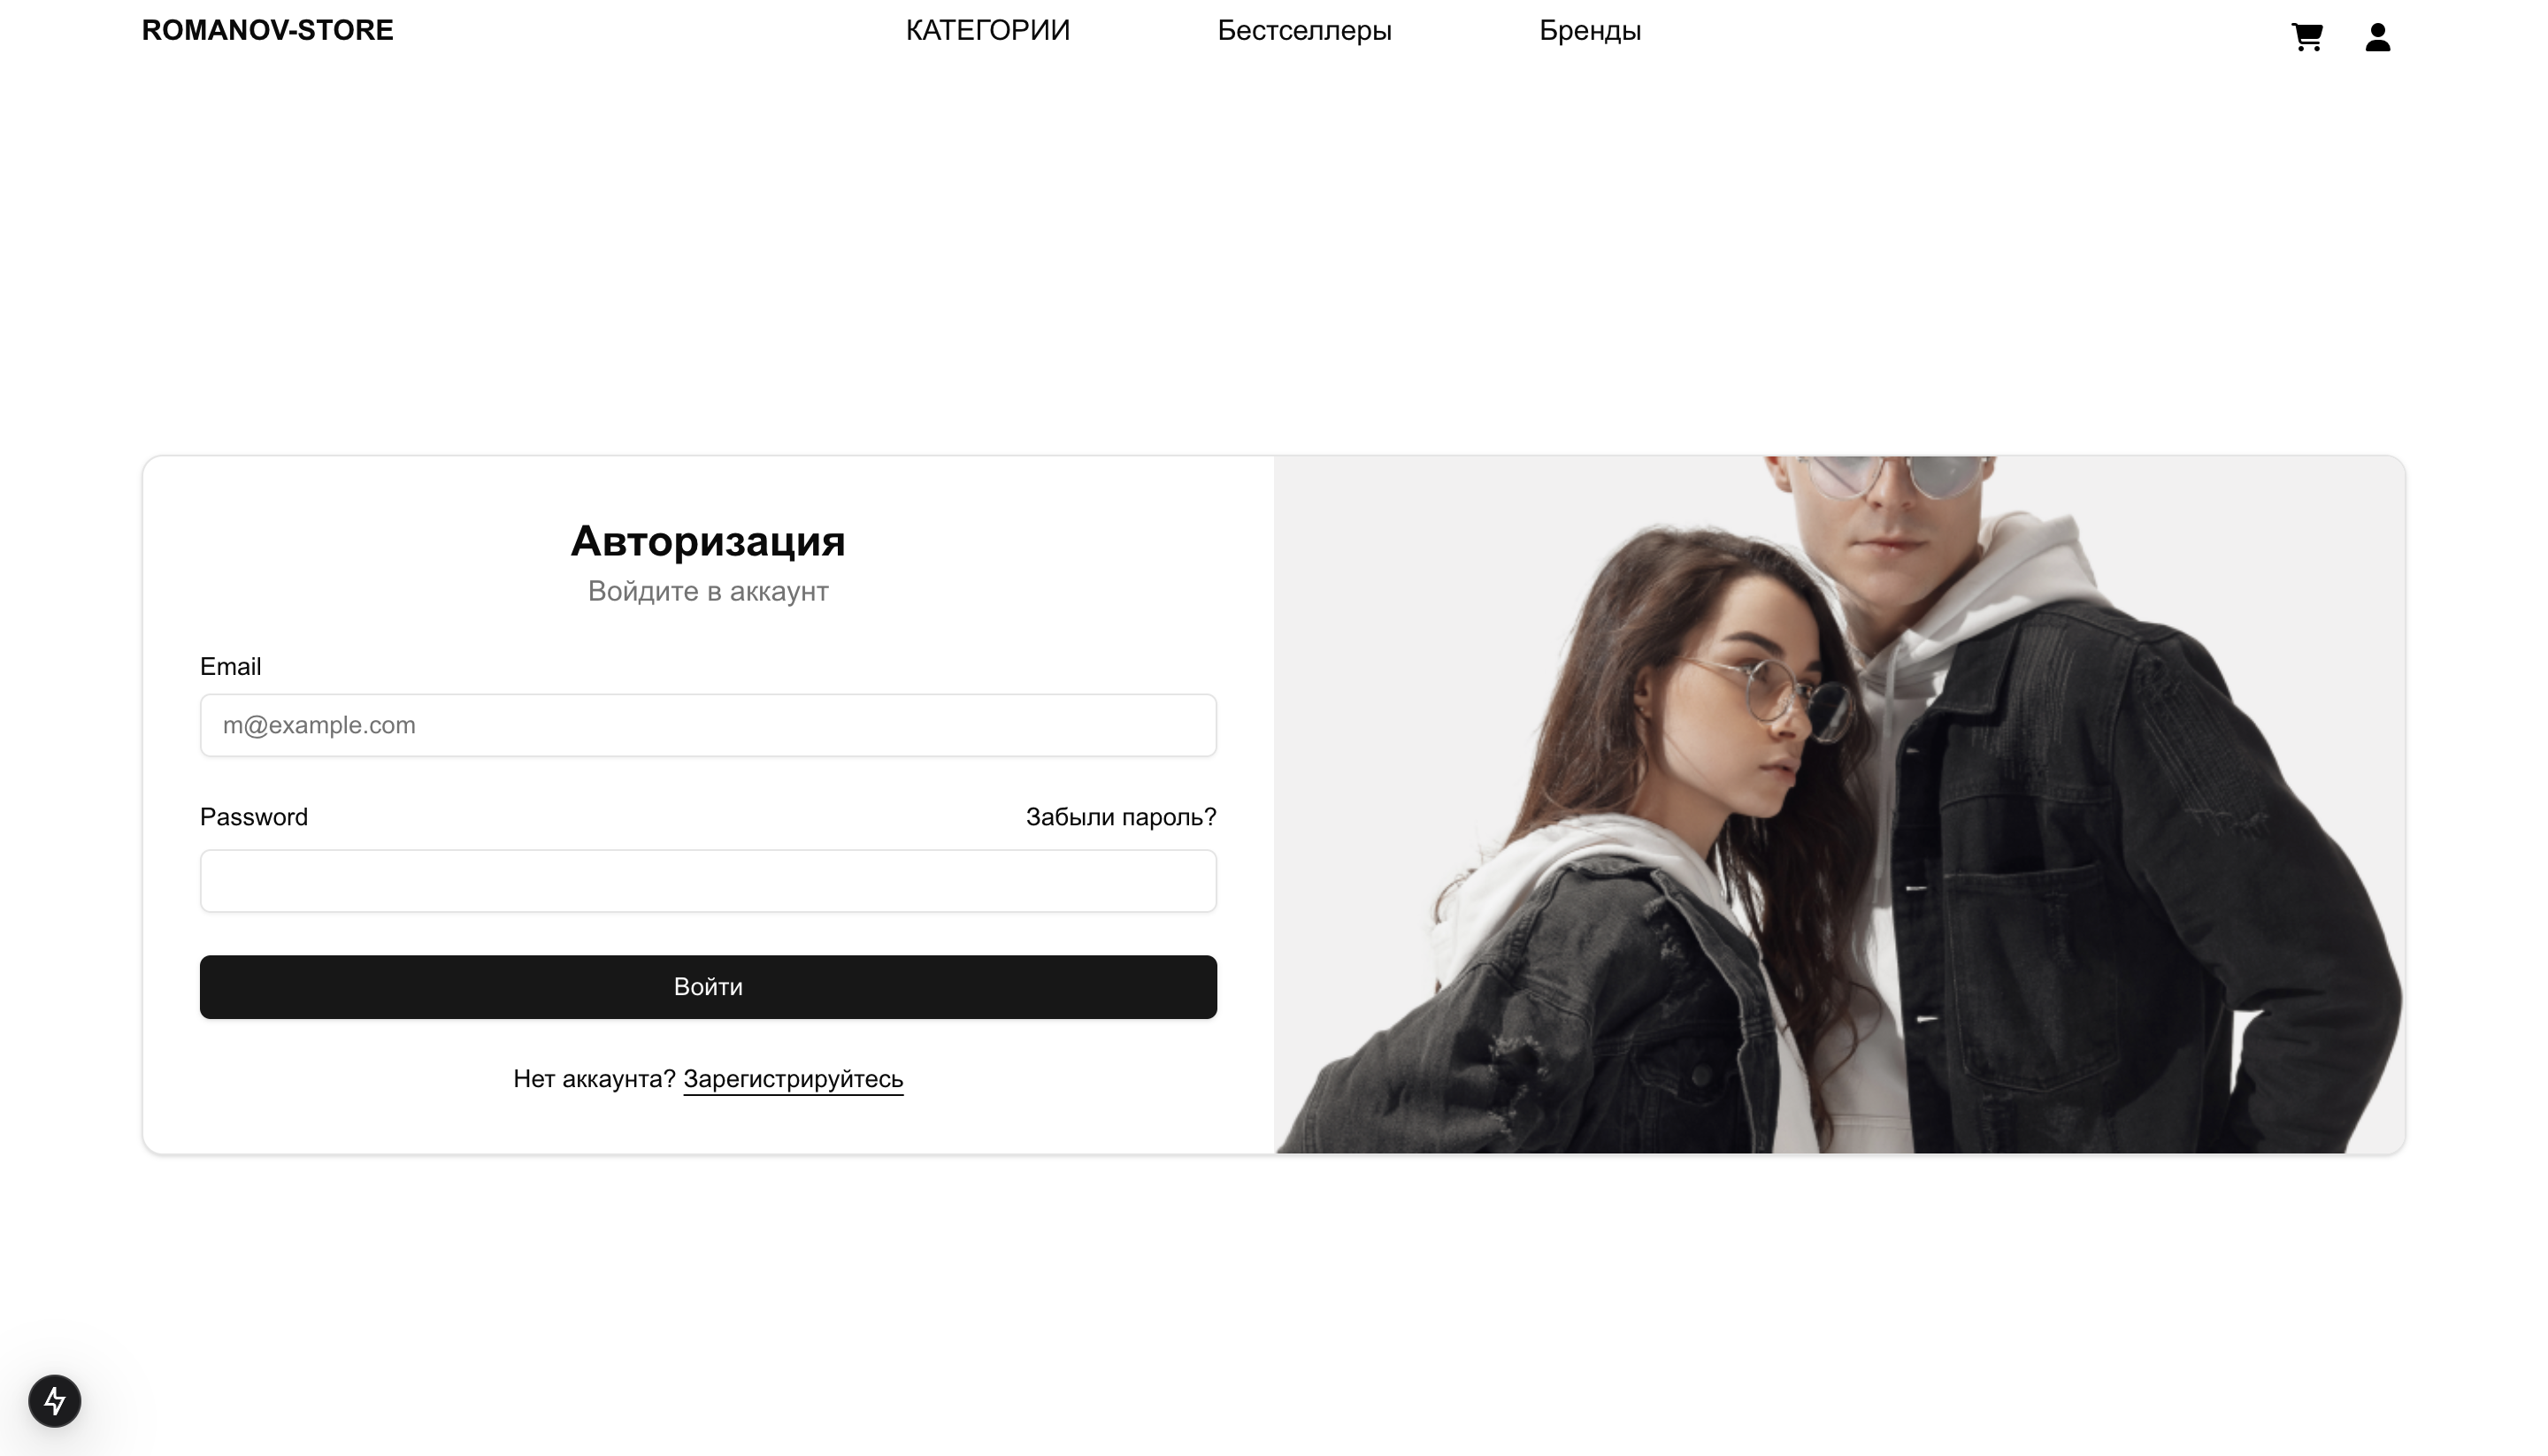 ROMANOV-STORE
КАТЕГОРИИ
Бестселлеры
Бренды
Авторизация
Войдите в аккаунт
Email
m@example.com
Password
Забыли пароль?
Войти
Нет аккаунта? Зарегистрируйтесь